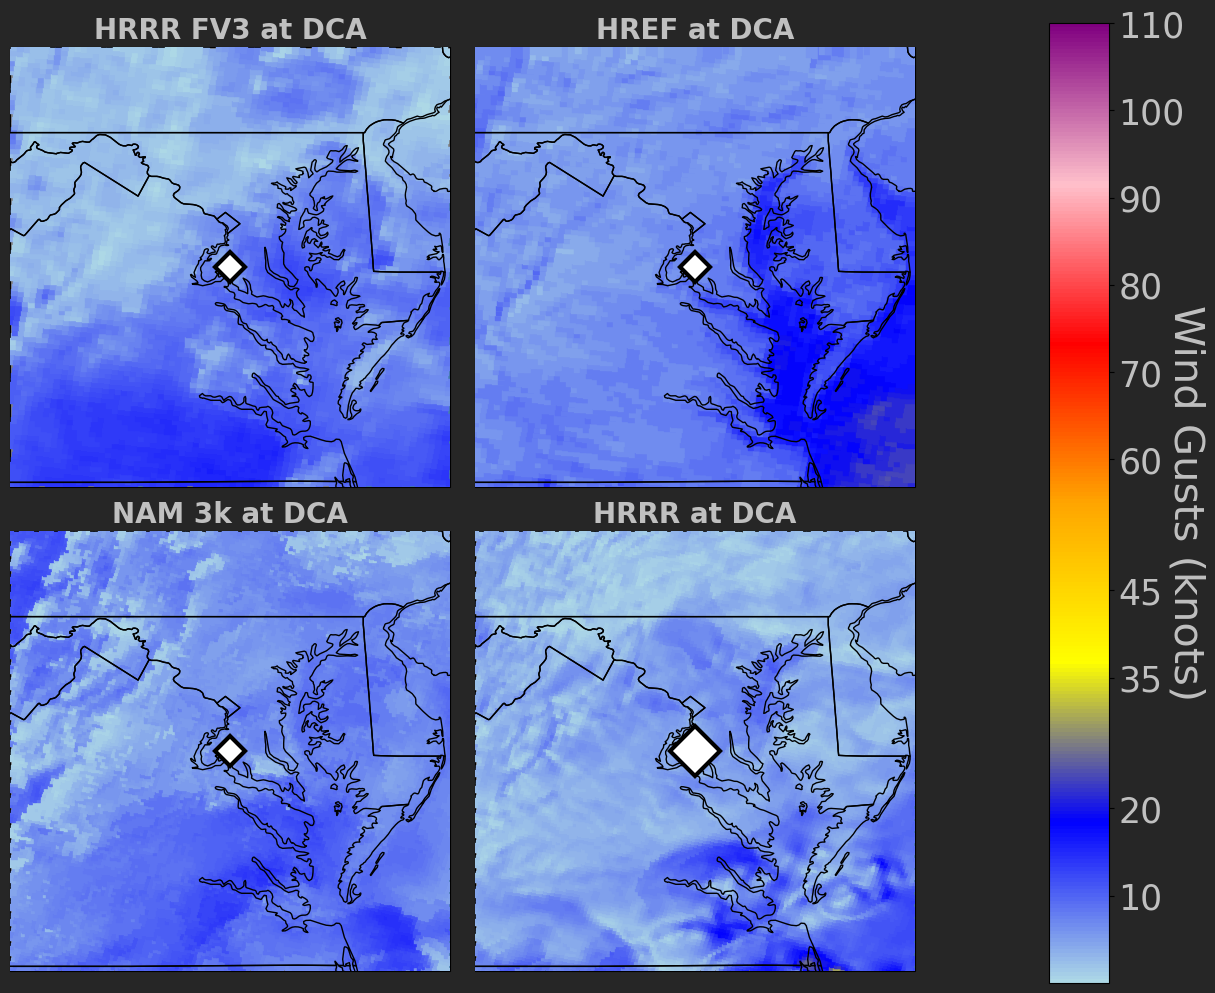 HRRR FV3 at DCA
HREF at DCA
NAM 3k at DCA
HRRR at DCA
110
100
90
80
70
60
45
35
20
10
Wind Gusts (knots)